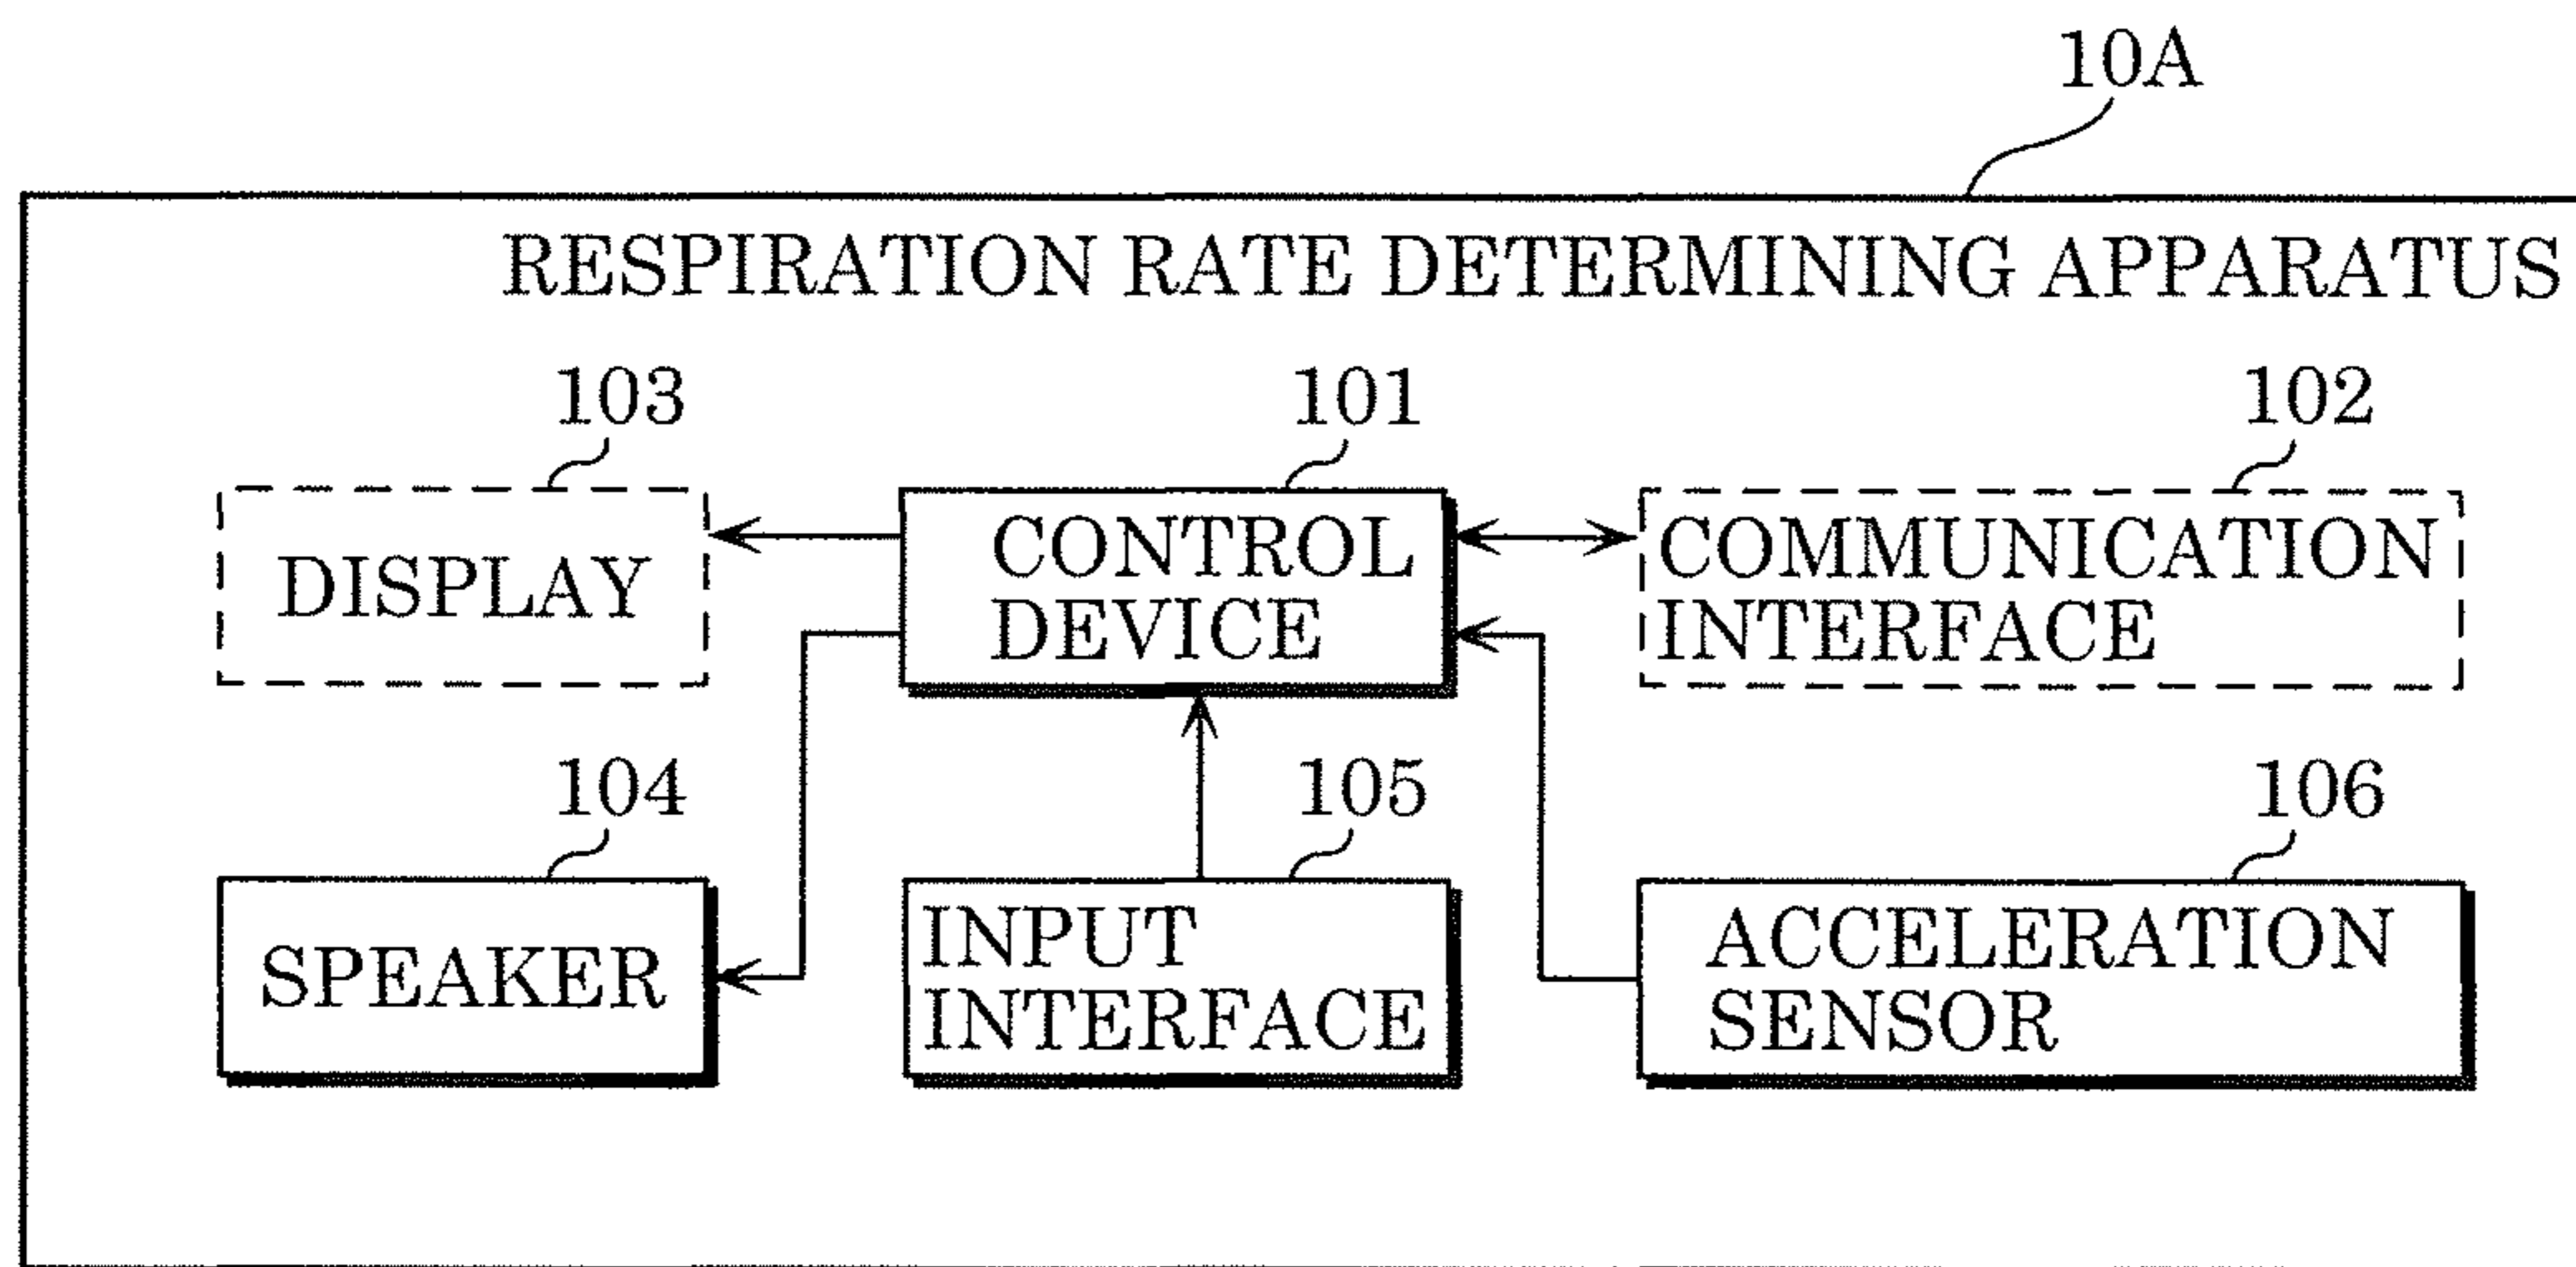 10A
RESPIRATION RATE DETERMINING APPARATUS
103
101
102
DISPLAY
CONTROL
DEVICE
COMMUNICATION
INTERFACE
104
105
106
SPEAKER
INPUT
INTERFACE
ACCELERATION
SENSOR